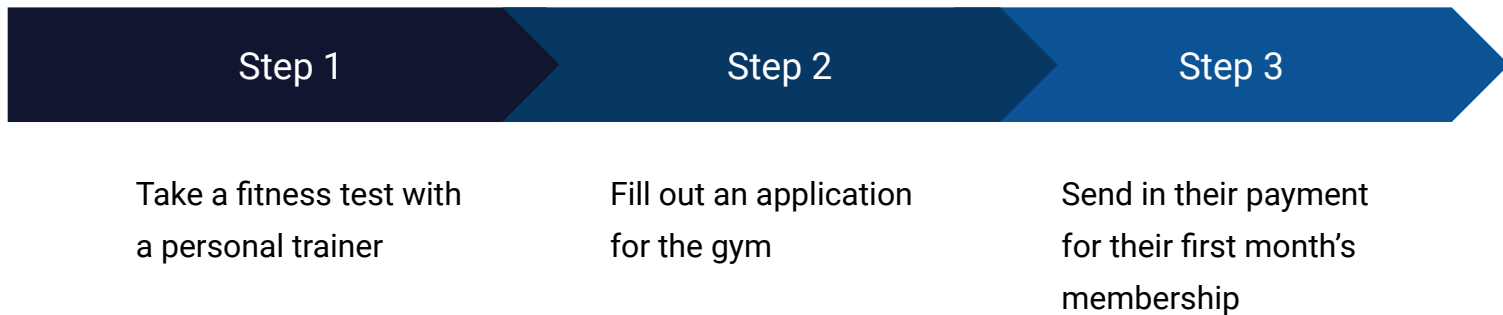 Step 1
Step 2
Step 3
Take a fitness test with
a personal trainer
Fill out an application
for the gym
Send in their payment
for their first month’s
membership